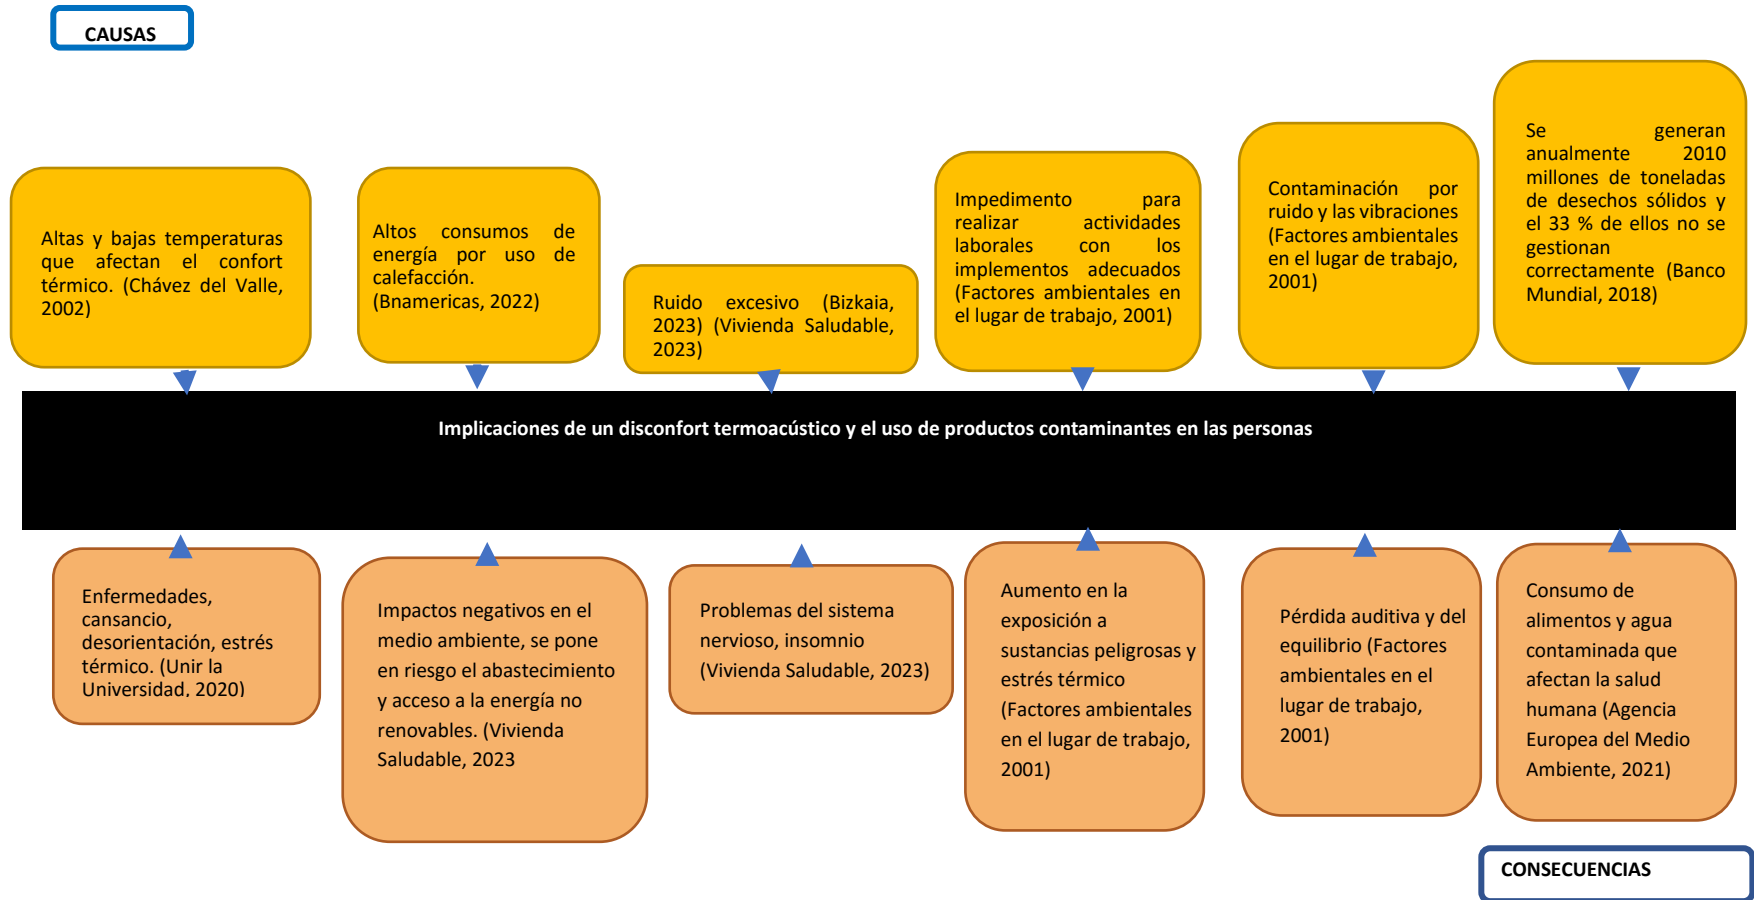 CAUSAS
Altas y bajas temperaturas
que afectan el confort
térmico. (Chávez del Valle,
2002)
Altos consumos de
energía por uso de
calefacción.
(Bnamericas, 2022)
Ruido excesivo (Bizkaia,
2023) (Vivienda Saludable,
2023)
Impedimento para
realizar actividades
laborales con los
implementos adecuados
(Factores ambientales en
el lugar de trabajo, 2001)
Contaminación por
ruido y las vibraciones
(Factores ambientales
en el lugar de trabajo,
2001)
Se generan
anualmente 2010
millones de toneladas
de desechos sólidos y
el 33 % de ellos no se
gestionan
correctamente (Banco
Mundial, 2018)
Implicaciones de un disconfort termoacústico y el uso de productos contaminantes en las personas
Enfermedades,
cansancio,
desorientación, estrés
térmico. (Unir la
Universidad, 2020)
Impactos negativos en el
medio ambiente, se pone
en riesgo el abastecimiento
y acceso a la energía no
renovables. (Vivienda
Saludable, 2023
Problemas del sistema
nervioso, insomnio
(Vivienda Saludable, 2023)
Aumento en la
exposición a
sustancias peligrosas y
estrés térmico
(Factores ambientales
en el lugar de trabajo,
2001)
Pérdida auditiva y del
equilibrio (Factores
ambientales en el
lugar de trabajo,
2001)
Consumo de
alimentos y agua
contaminada que
afectan la salud
humana (Agencia
Europea del Medio
Ambiente, 2021)
CONSECUENCIAS